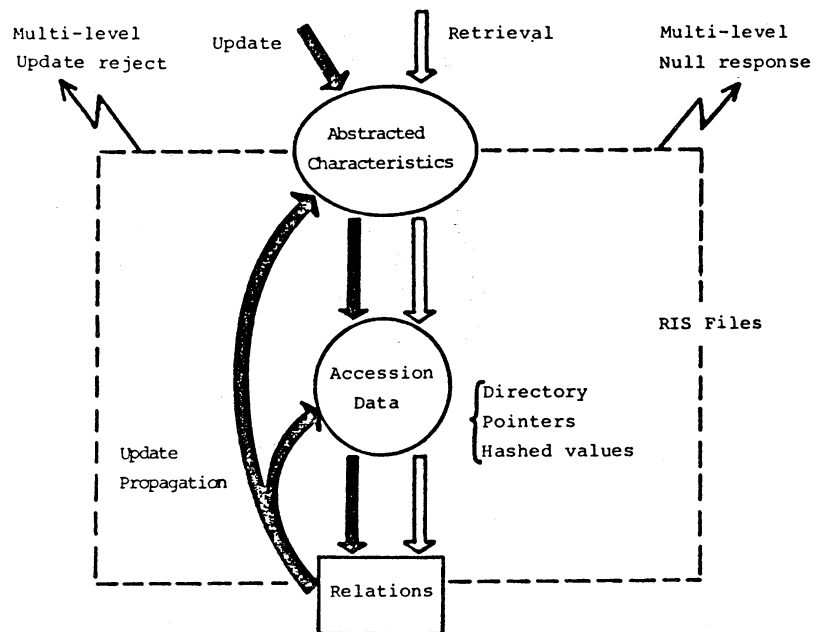 Multi-level
Update reject
Update
Retrieval
Multi-level
Null response
Abstracted
Characteristics
RIS Files
Accession
Data
Directory
Pointers
Hashed values
Update
Propagation
Relations